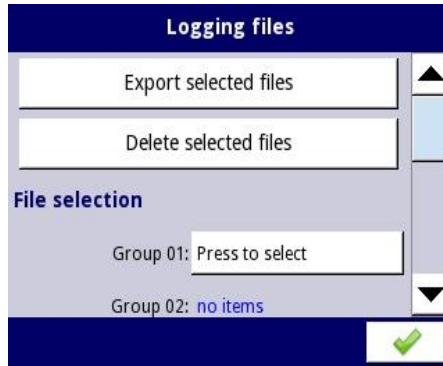 Logging files
Export selected files
Delete selected files
File selection
Group 01: Press to select
Group 02: no items